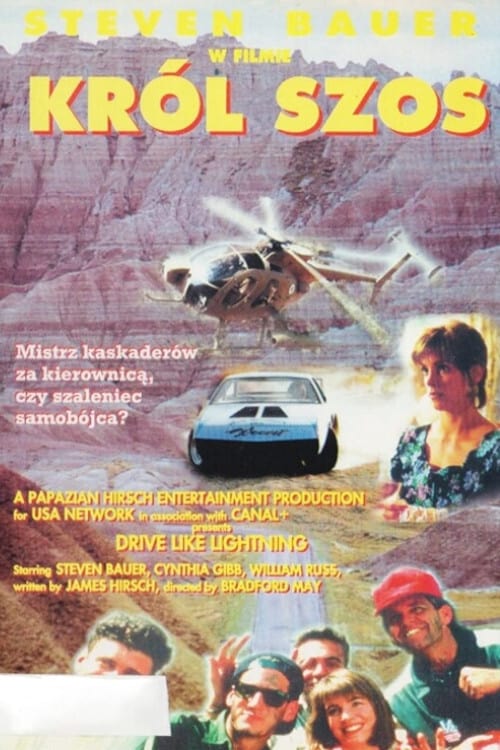 STEVEN BAUER
W FILMIE
KRÓL SZOS
Mistrz kaskaderów
za kierownicą,
czy szaleniec
samobójca?
A PAPAZIAN HIRSCH ENTERTAINMENT PRODUCTION
for USA NETWORK in association with CANAL+
presents
DRIVE LIKE LIGHTNING
Starring STEVEN BAUER, CYNTHIA GIBB, WILLIAM RUSS,
written by JAMES HIRSCH, directed by BRADFORD MAY